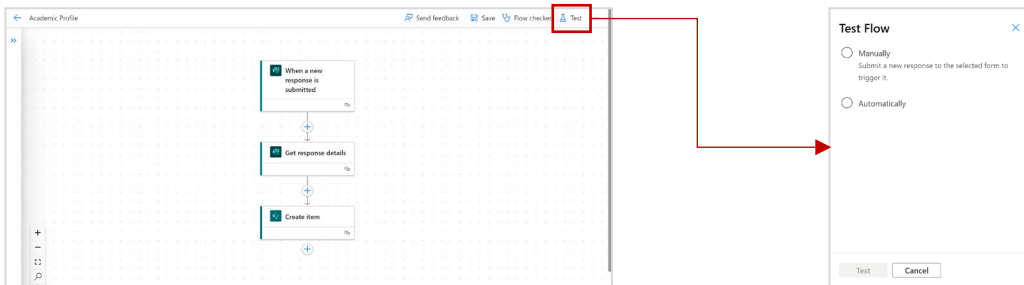 Academic Profile
Send feedback
Save
Flow checker
Test
When a new
response is
submitted
Get response details
Create item
Test Flow
Manually
Submit a new response to the selected form to
trigger it.
Automatically
Test
Cancel